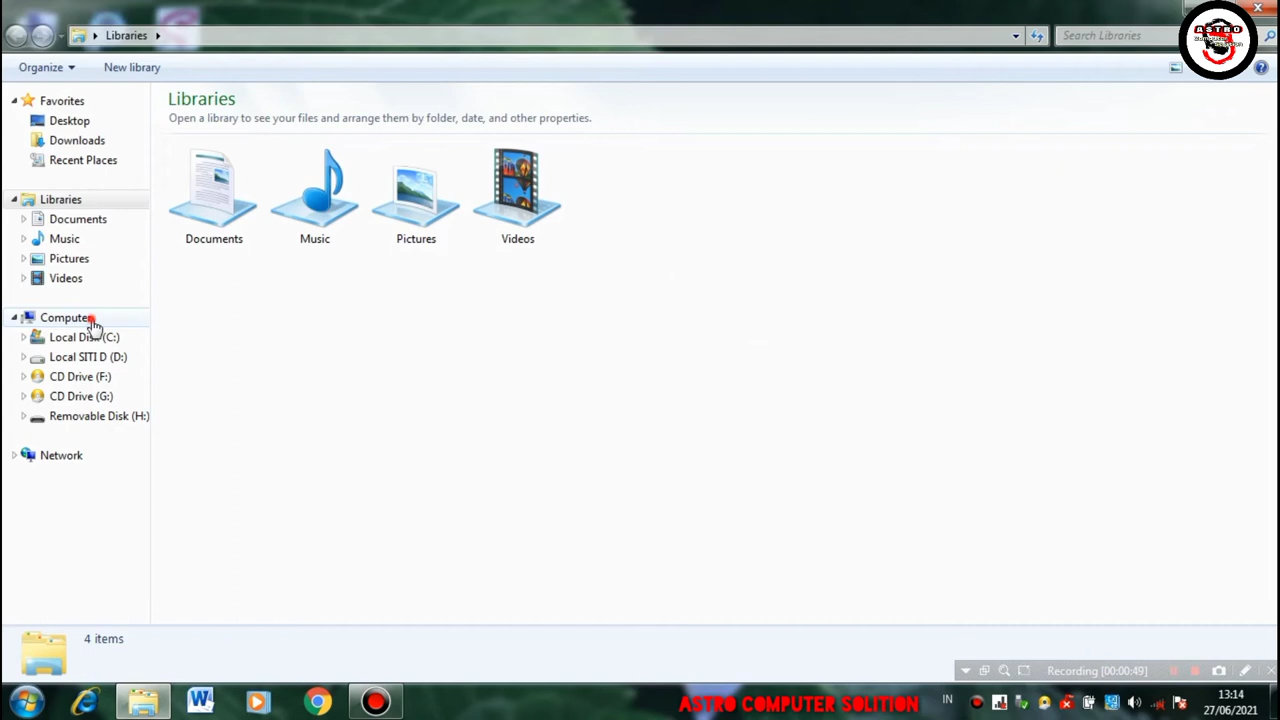 Libraries
Search Libraries
ASTRO
Organize
New library
Favorites
Desktop
Downloads
Recent Places
Libraries
Documents
Music
Pictures
Videos
Computer
Local Disk (C:)
Local SITI D (D:)
CD Drive (F:)
CD Drive (G:)
Removable Disk (H:)
Network
Libraries
Open a library to see your files and arrange them by folder, date, and other properties.
Documents
Music
Pictures
Videos
4 items
Recording [00:00:49]
ASTRO COMPUTER SOLITION
IN
13:14
27/06/2021